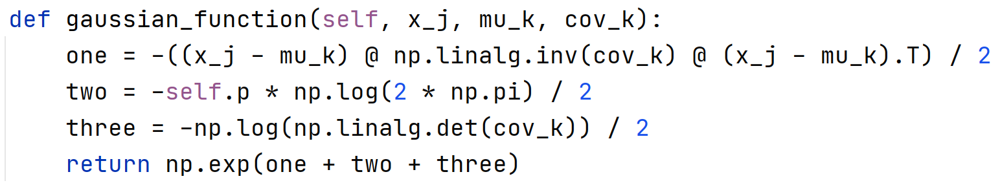 def gaussian_function(self, x_j, mu_k, cov_k):
    one = -((x_j - mu_k) @ np.linalg.inv(cov_k) @ (x_j - mu_k).T) / 2
    two = -self.p * np.log(2 * np.pi) / 2
    three = -np.log(np.linalg.det(cov_k)) / 2
    return np.exp(one + two + three)